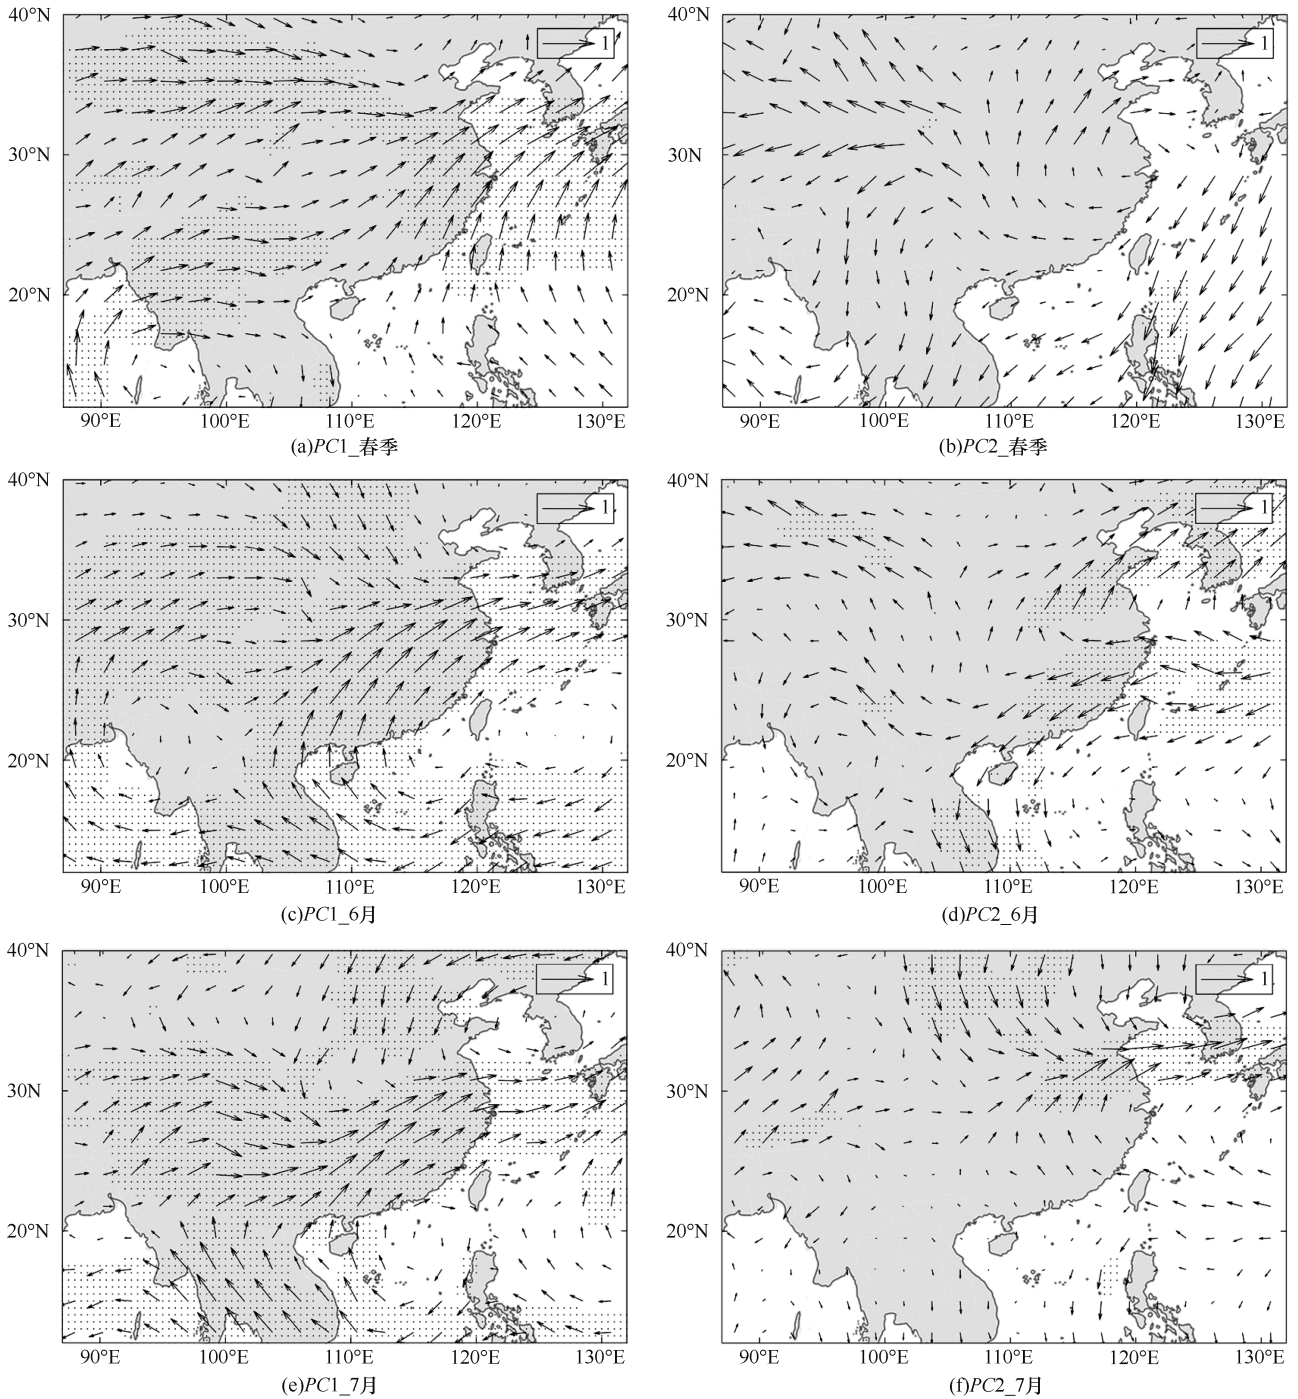 40°N 40°N
1 1
30°N 30N
20°N 20°N
90°E 100°E 110°E 120°E 130°E 90°E 100°E 110°E 120°E 130°E
(a)PC1_春季 (b)PC2_春季
40°N 40°N
1 1
30°N 30°N
20°N 20°N
90°E 100°E 110°E 120°E 130°E 90°E 100°E 110°E 120°E 130°E
(c)PC1_6月 (d)PC2_6月
40°N 40°N
1 1
30N 30°N
20°N 20°N
90°E 100°E 110°E 120°E 130°E 90°E 100°E 110°E 120°E 130°E
(e)PC1_7月 (f)PC2_7月